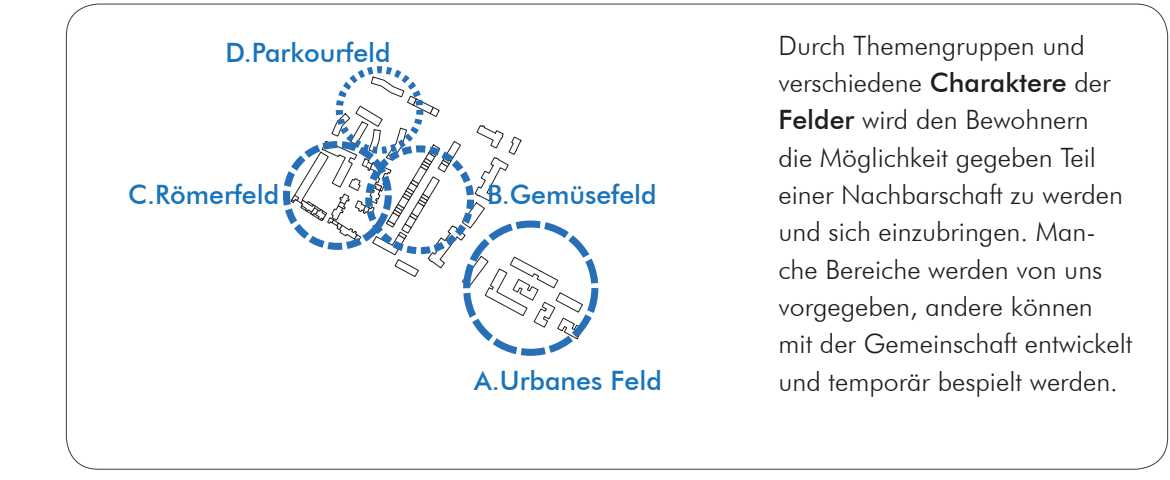 D.Parkourfeld
C.Römerfeld
B.Gemüsefeld
A.Urbanes Feld
Durch Themengruppen und
verschiedene Charaktere der
Felder wird den Bewohnern
die Möglichkeit gegeben Teil
einer Nachbarschaft zu werden
und sich einzubringen. Man-
che Bereiche werden von uns
vorgegeben, andere können
mit der Gemeinschaft entwickelt
und temporär bespielt werden.